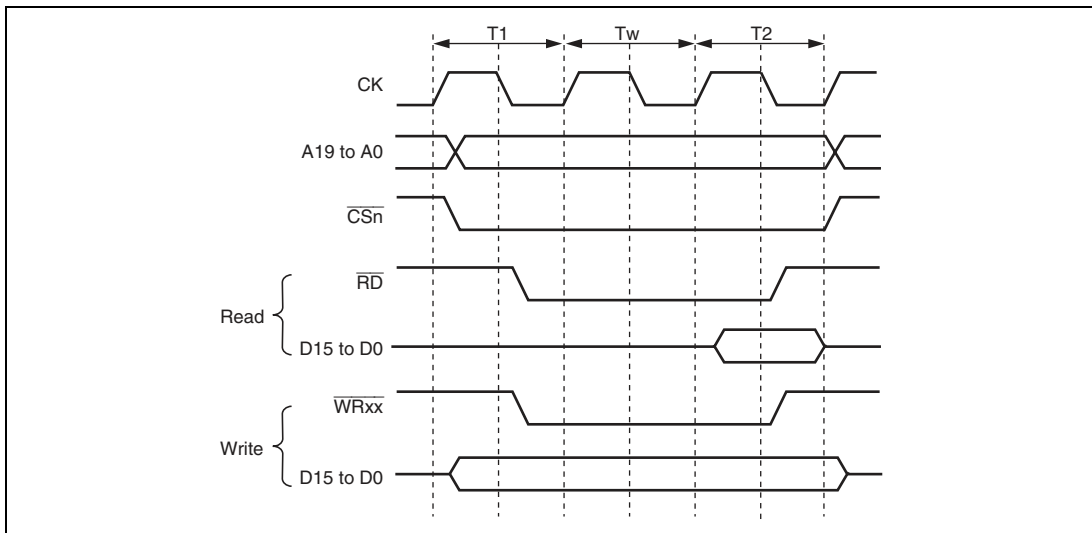 T1 Tw T2
CK
A19 to A0
CSn
RD
Read
D15 to D0
WRxx
Write
D15 to D0